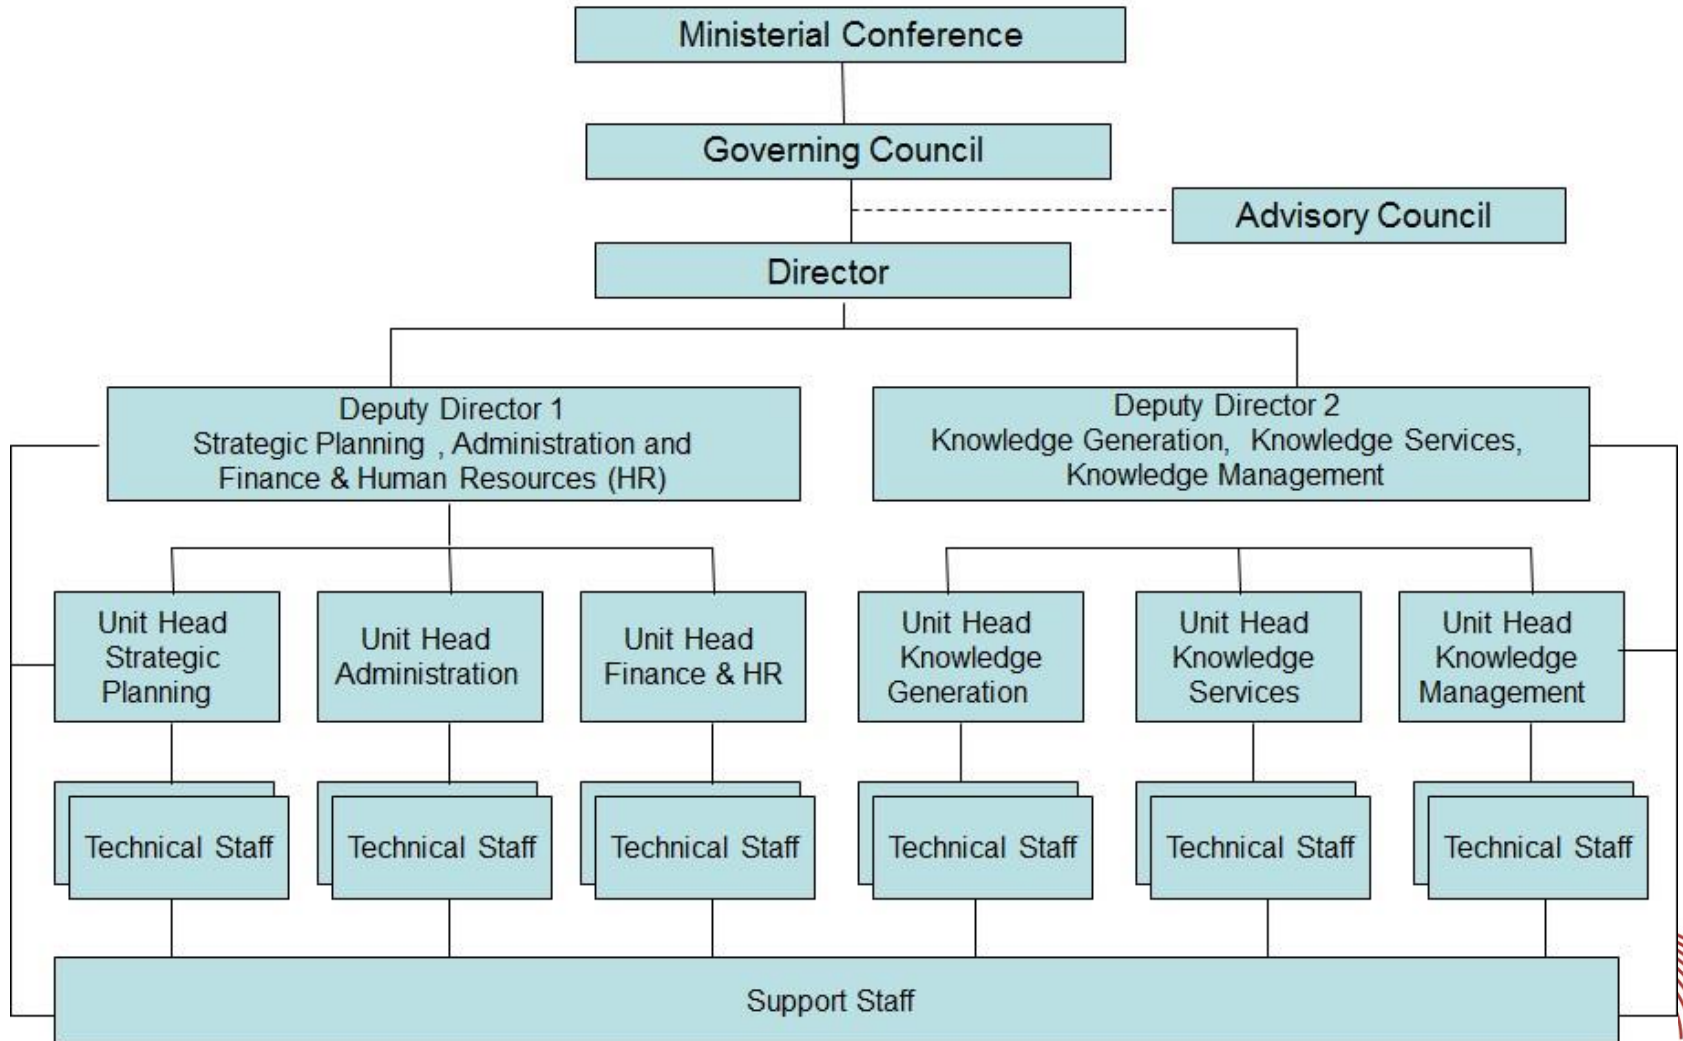 Ministerial Conference
Governing Council
Advisory Council
Director
Deputy Director 1
Strategic Planning , Administration and
Finance & Human Resources (HR)
Deputy Director 2
Knowledge Generation, Knowledge Services,
Knowledge Management
Unit Head
Strategic
Planning
Unit Head
Administration
Unit Head
Finance & HR
Unit Head
Knowledge
Generation
Unit Head
Knowledge
Services
Unit Head
Knowledge
Management
Technical Staff
Technical Staff
Technical Staff
Technical Staff
Technical Staff
Technical Staff
Support Staff